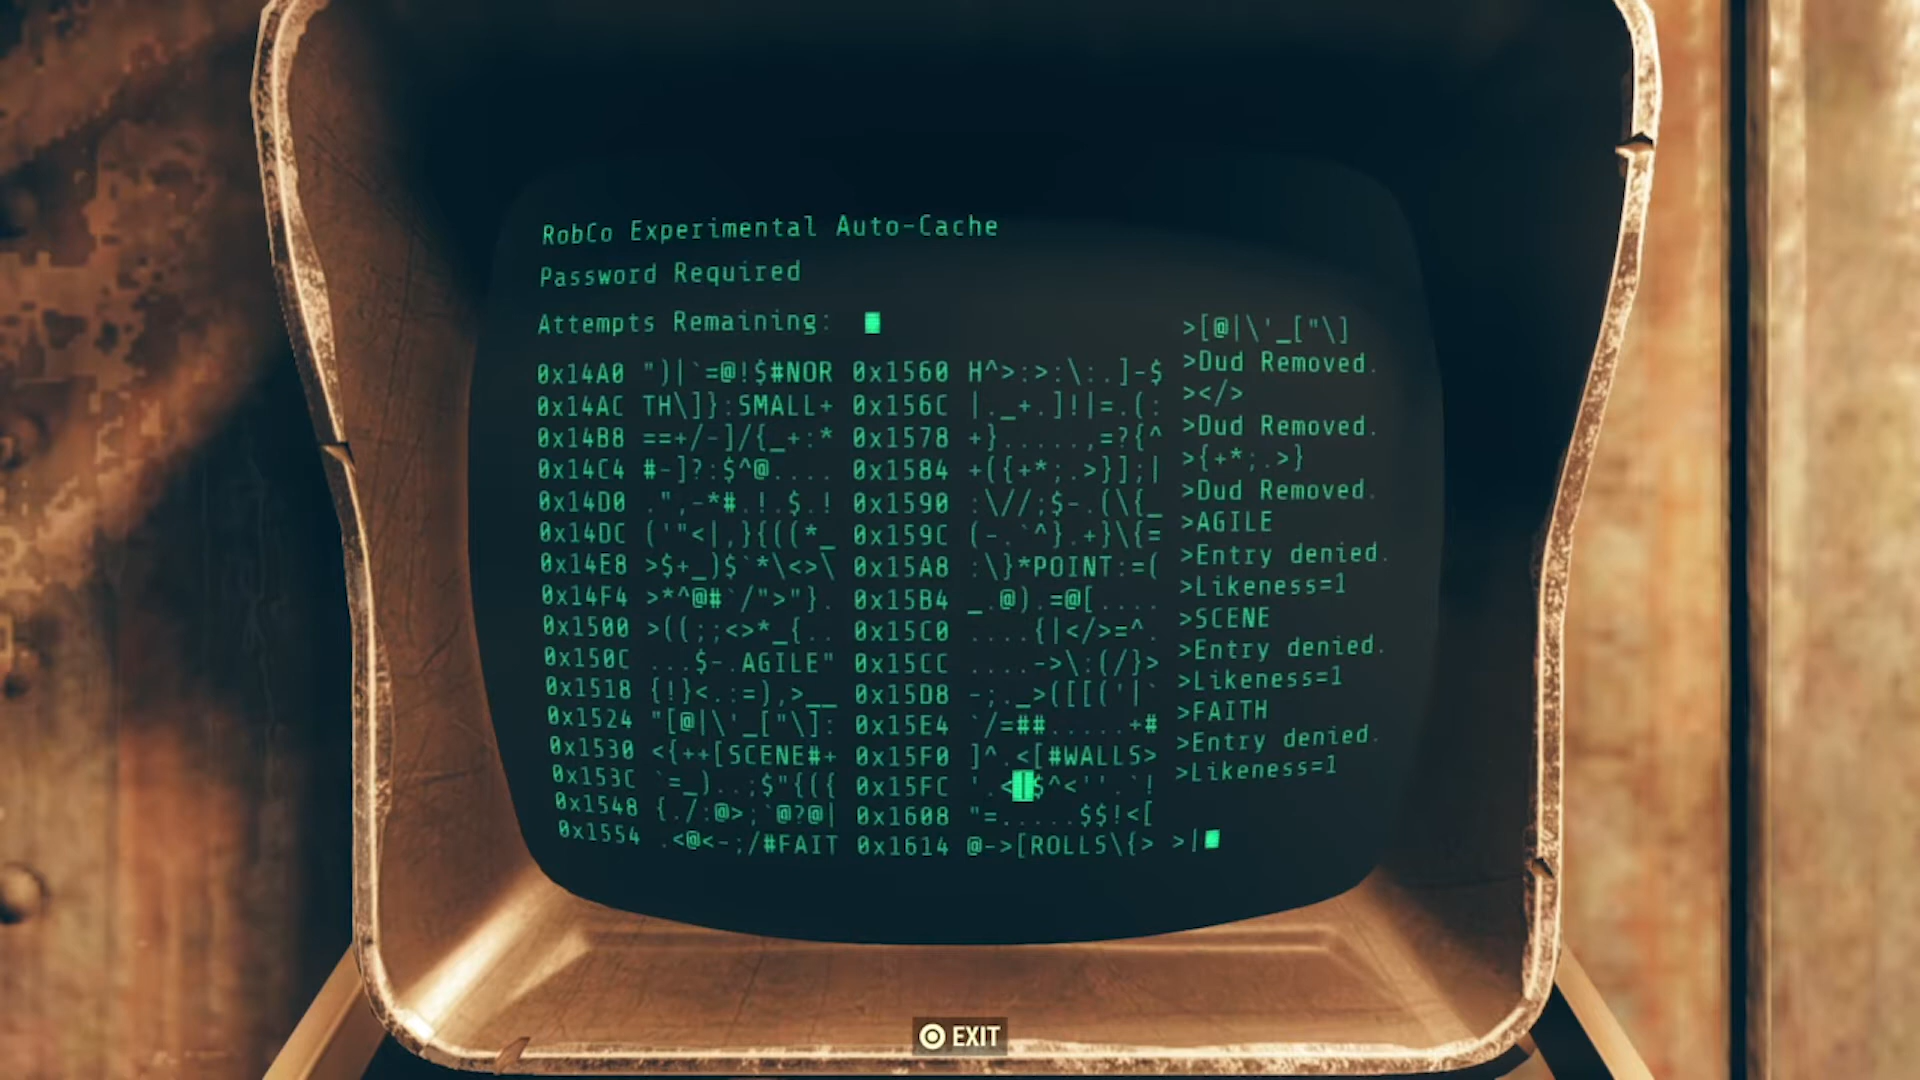 RobCo Experimental Auto-Cache
Password Required
Attempts Remaining: █
0x14A0 ")|`=@!$#NOR 0x1560 H^>:>:\:.]-$
0x14AC TH\]}:SMALL+ 0x156C |._+.]!|=.(:
0x14B8 ==+/-]/{_+:* 0x1578 +}.....,=?{^
0x14C4 #-]?:$^@.... 0x1584 +({+*;.>}];|
0x14D0 .";-*#.!.$.! 0x1590 :\//;$-.(\{_
0x14DC ('"<|,}{((*_ 0x159C (-.`^}.+}\{=
0x14E8 >$+_)$`*\<>\ 0x15A8 :\}*POINT:=(
0x14F4 >*^@#`/">"}. 0x15B4 _.@).=@[....
0x1500 >((;;<>*_{.. 0x15C0 ....{|</>=^.
0x150C ...$-.AGILE" 0x15CC ....->\:(/}>
0x1518 {!}<.:=),>__ 0x15D8 -;._>([[('|`
0x1524 "[@|\'_["\]: 0x15E4 `/=##.....+#
0x1530 <{++[SCENE#+ 0x15F0 ]^.<[#WALLS>
0x153C `=_)..;$"{({ 0x15FC '.<|$^<''.`!
0x1548 {./:@>;`@?@| 0x1608 "=.....$$!<[
0x1554 .<@<-;/#FAIT 0x1614 @->[ROLLS\{>
>[@|\'_["\]
>Dud Removed.
></>
>Dud Removed.
>{+*;.>}
>Dud Removed.
>AGILE
>Entry denied.
>Likeness=1
>SCENE
>Entry denied.
>Likeness=1
>FAITH
>Entry denied.
>Likeness=1
>|█
EXIT